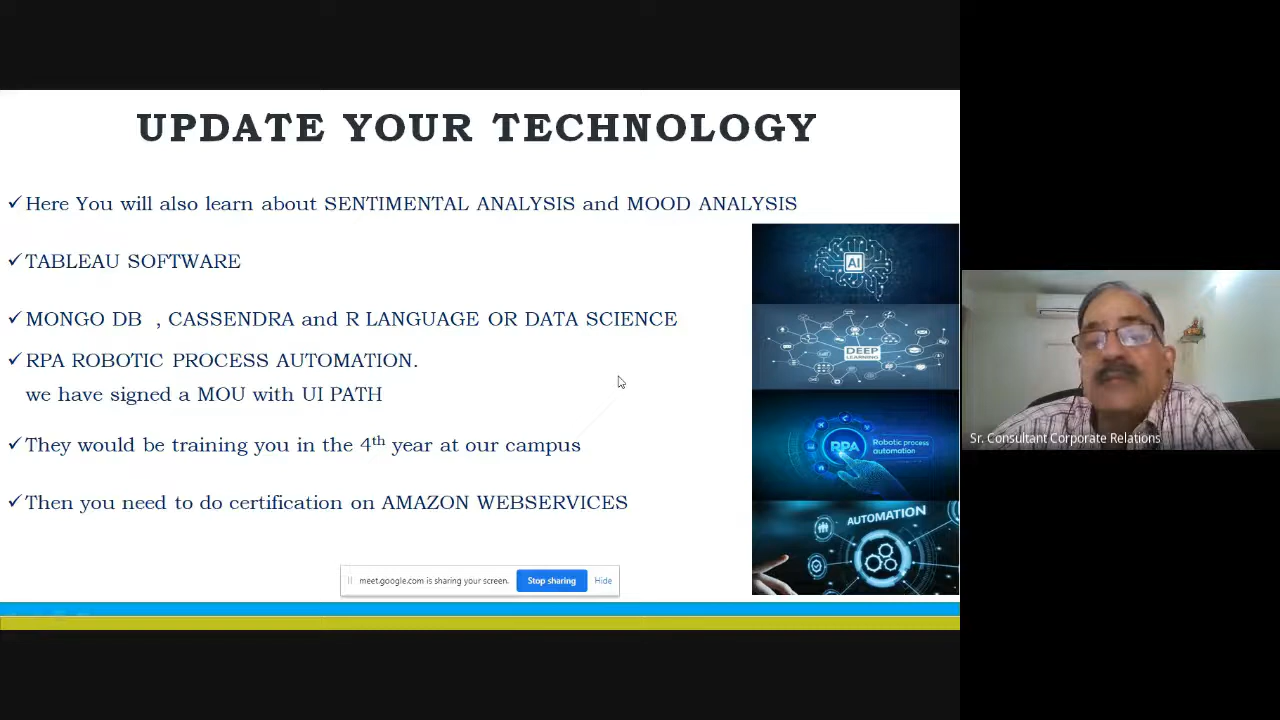 UPDATE YOUR TECHNOLOGY
✓Here You will also learn about SENTIMENTAL ANALYSIS and MOOD ANALYSIS
✓TABLEAU SOFTWARE
✓MONGO DB , CASSENDRA and R LANGUAGE OR DATA SCIENCE
✓RPA ROBOTIC PROCESS AUTOMATION.
we have signed a MOU with UI PATH
✓They would be training you in the 4th year at our campus
✓Then you need to do certification on AMAZON WEBSERVICES
AI
DEEP
LEARNING
RPA
Robotic process
automation
AUTOMATION
meet.google.com is sharing your screen.
Stop sharing
Hide
Sr. Consultant Corporate Relations